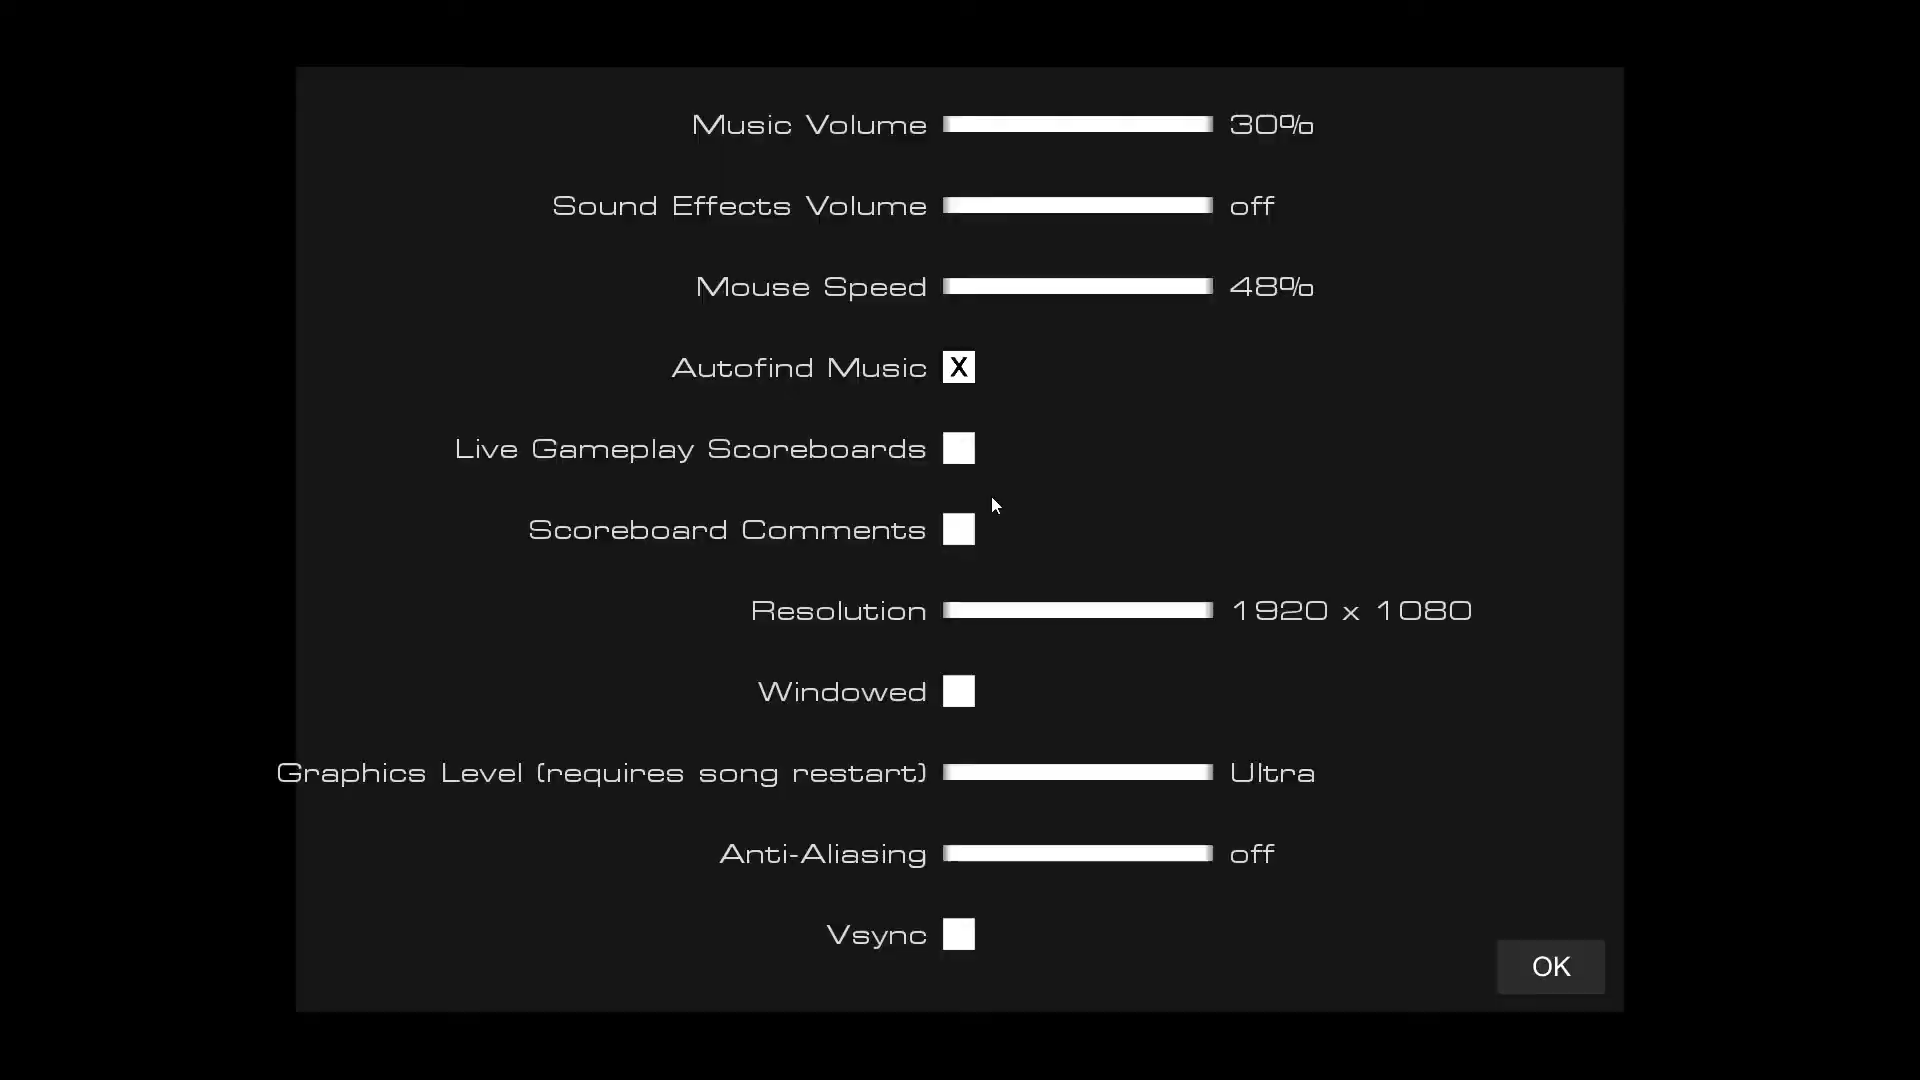 Music Volume 30%
Sound Effects Volume off
Mouse Speed 48%
Autofind Music X
Live Gameplay Scoreboards
Scoreboard Comments
Resolution 1920 x 1080
Windowed
Graphics Level (requires song restart) Ultra
Anti-Aliasing off
Vsync
OK